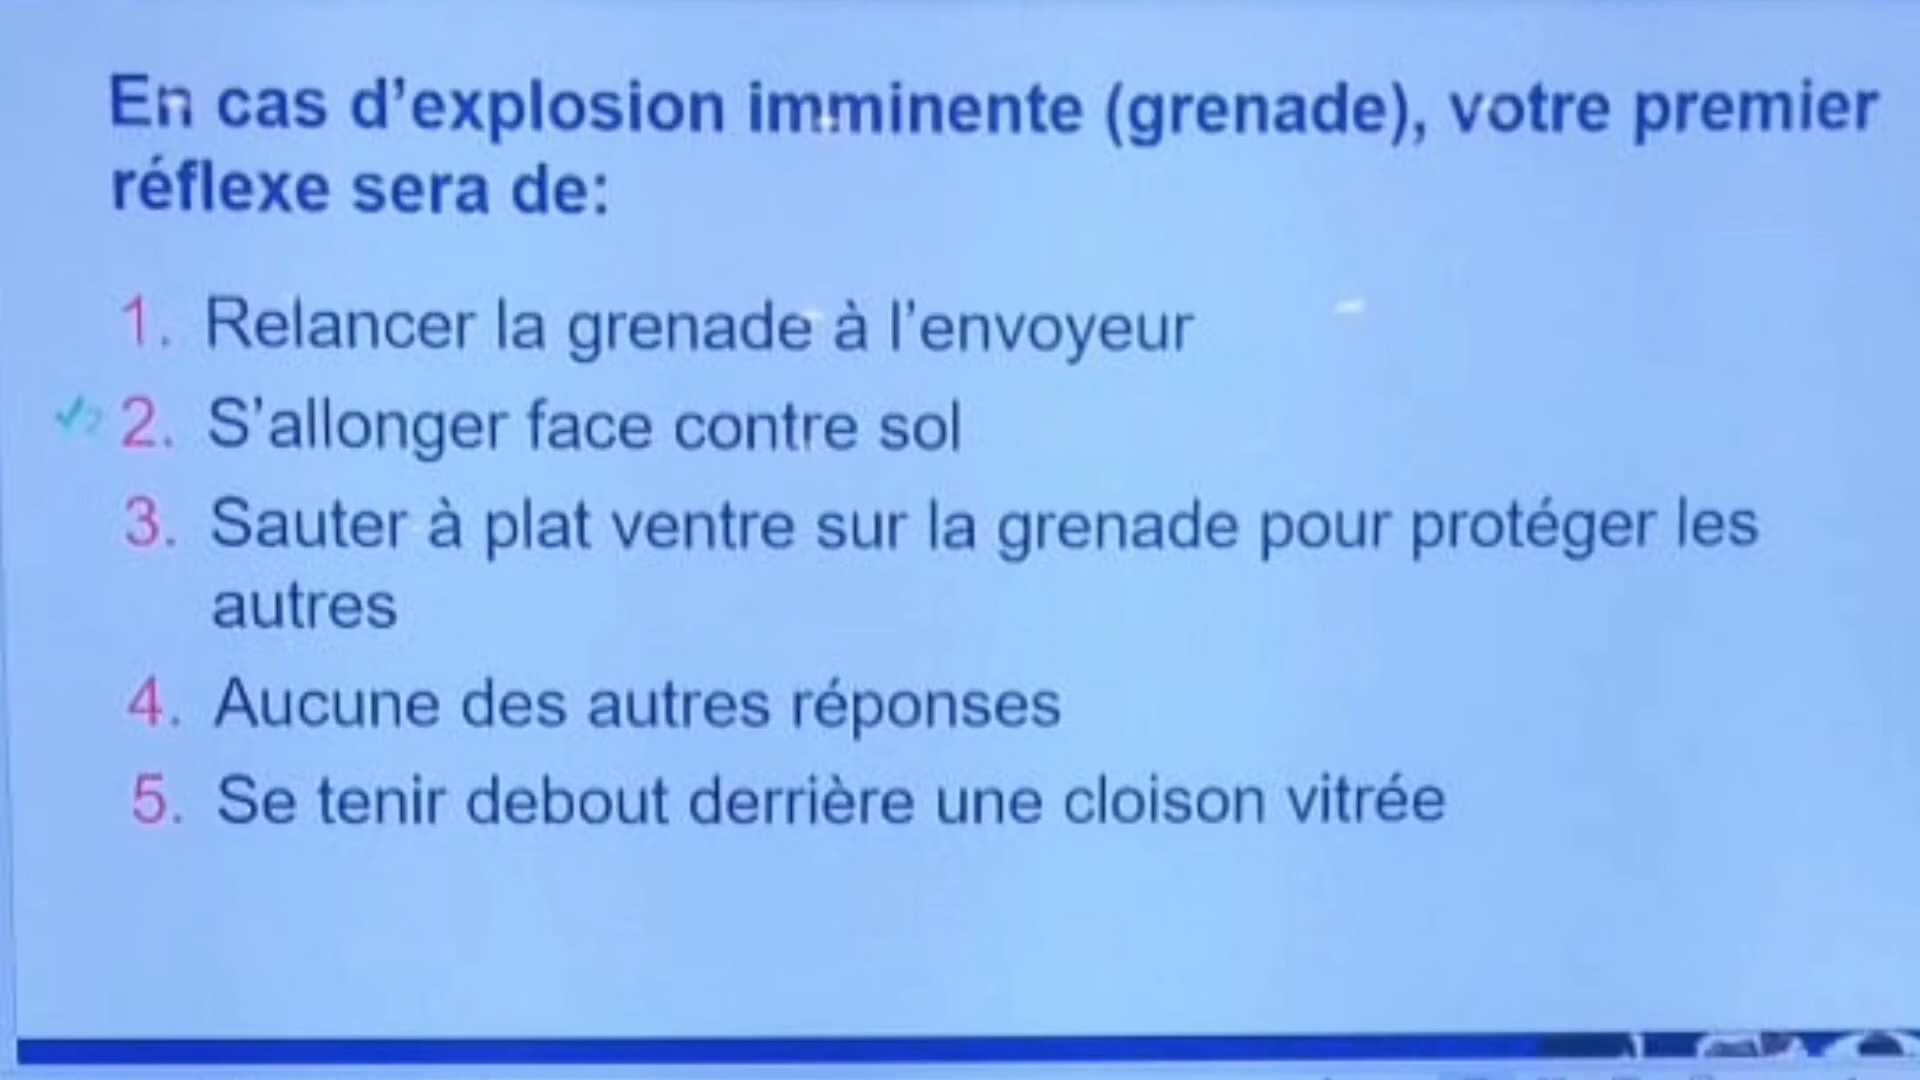 En cas d’explosion imminente (grenade), votre premier
réflexe sera de:
1. Relancer la grenade à l’envoyeur
2. S’allonger face contre sol
3. Sauter à plat ventre sur la grenade pour protéger les
autres
4. Aucune des autres réponses
5. Se tenir debout derrière une cloison vitrée